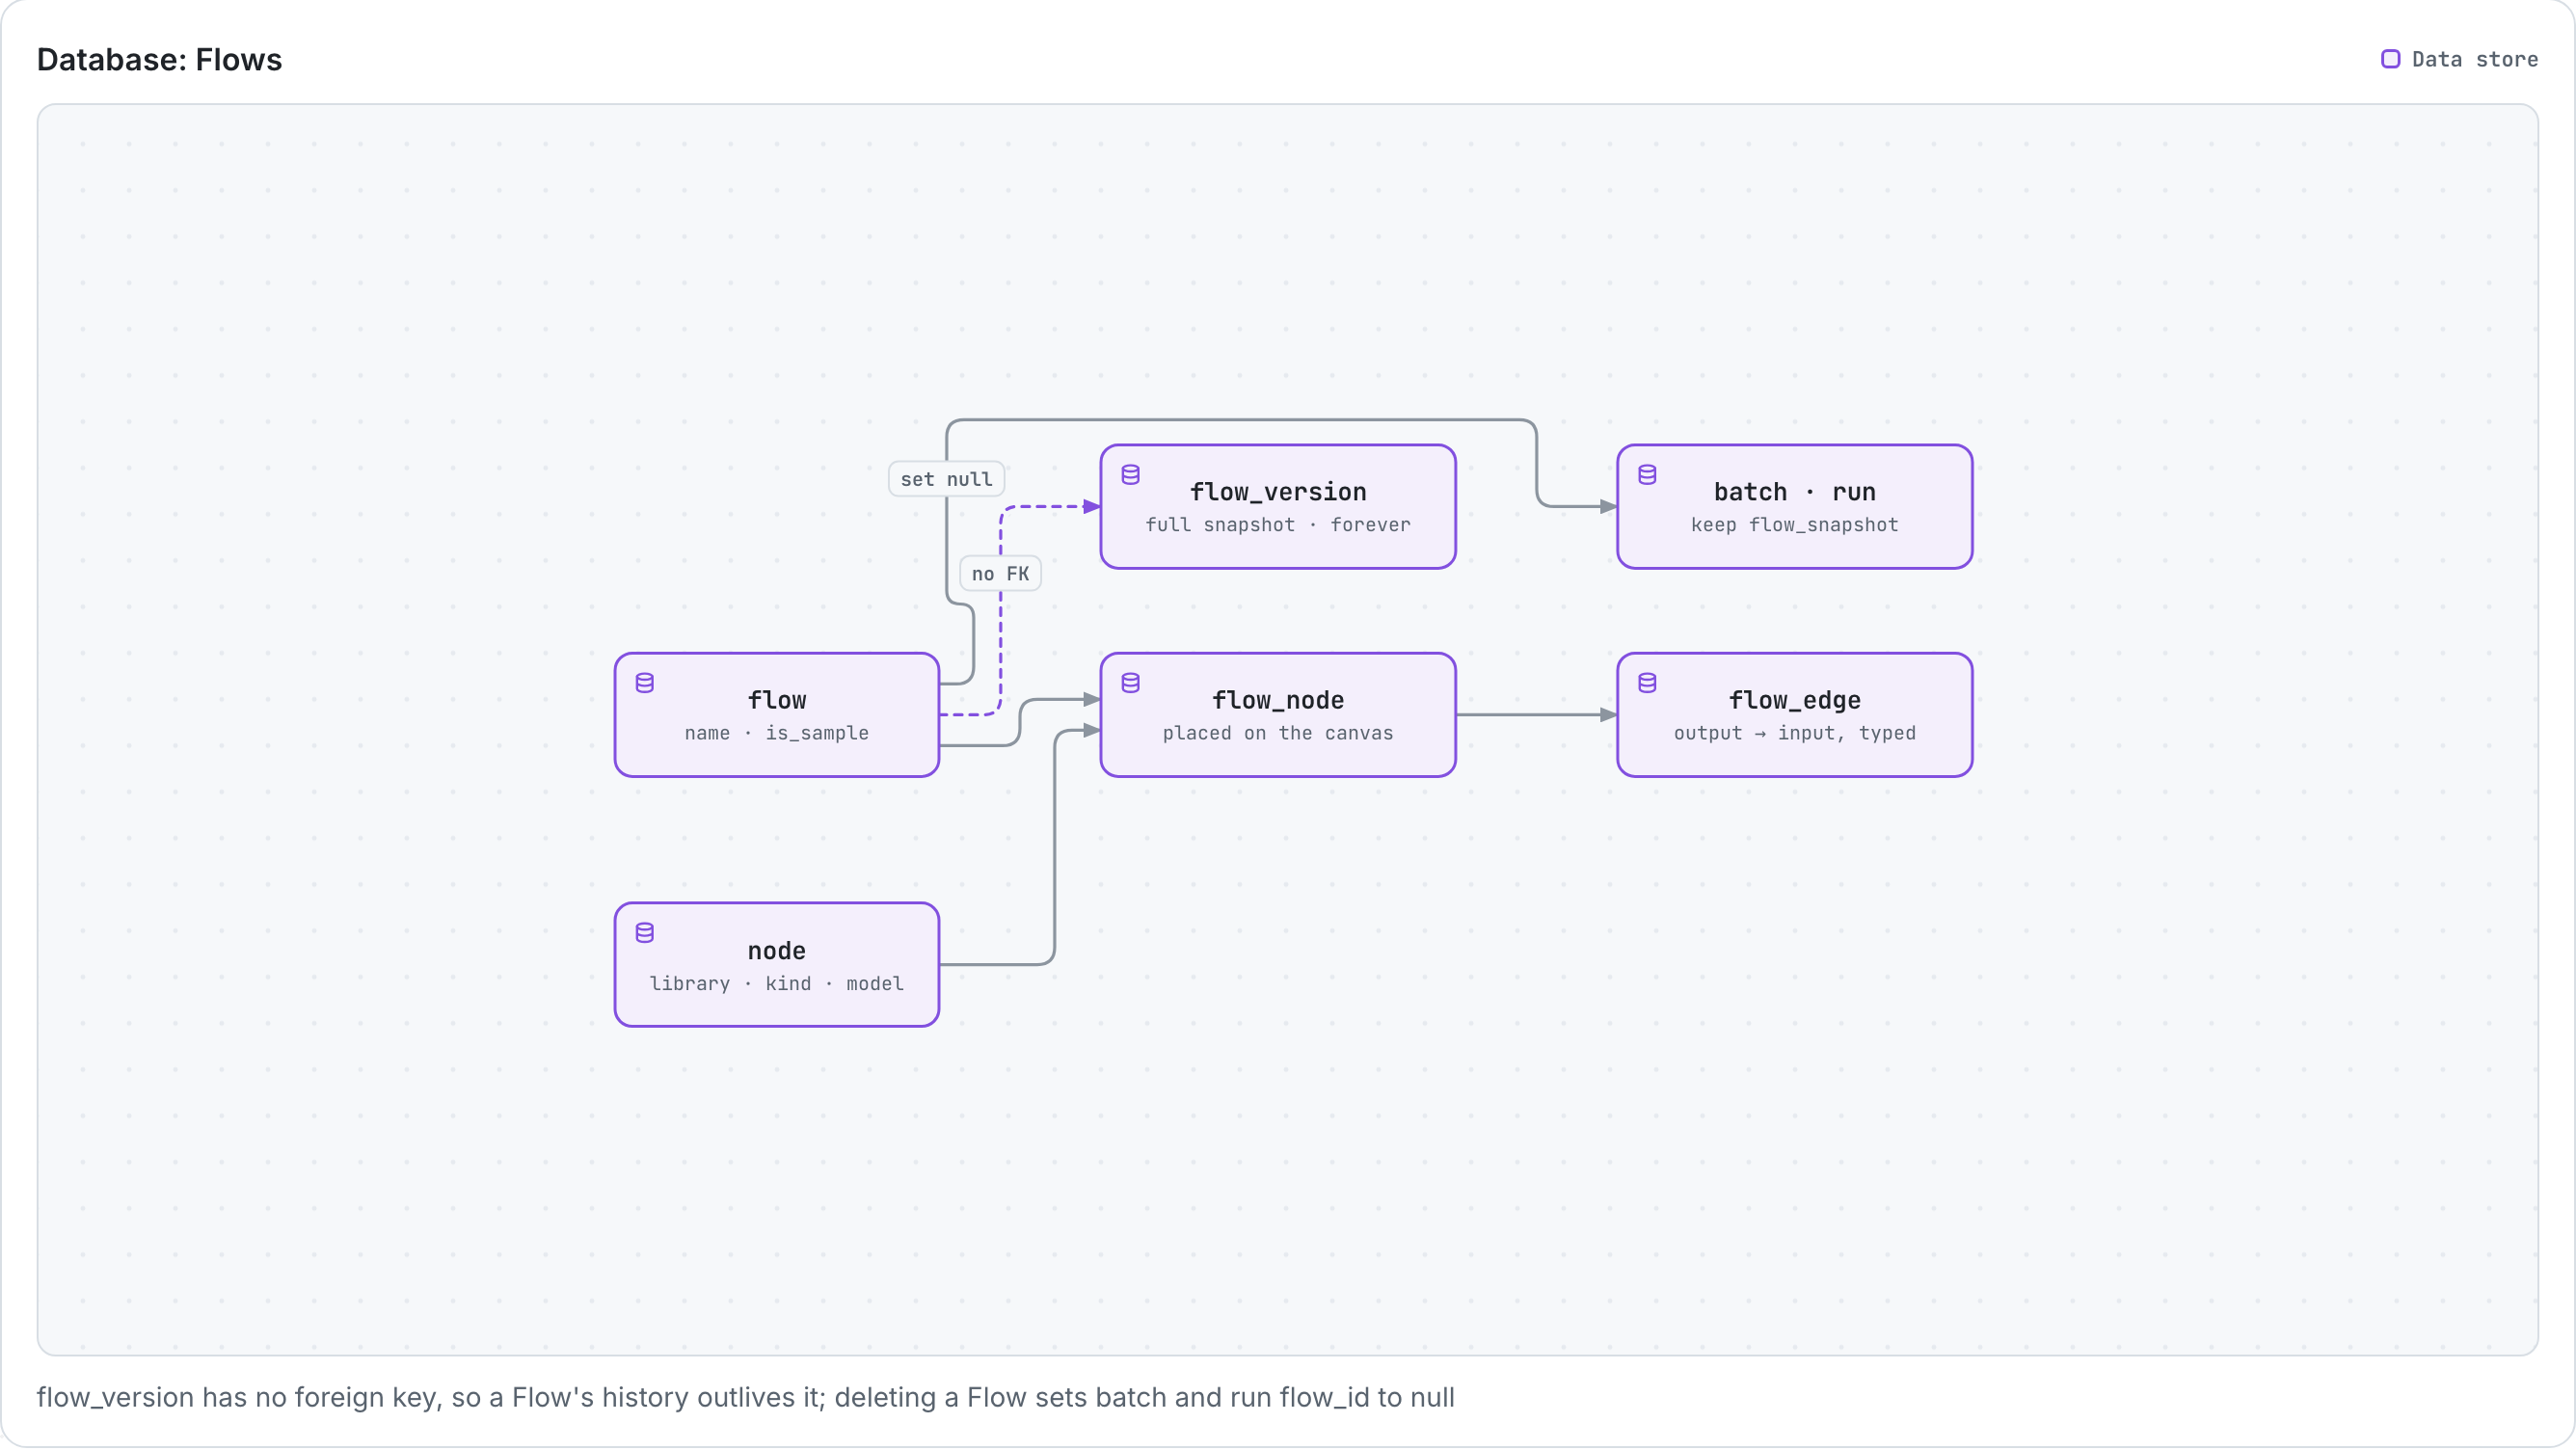 Database: Flows
Data store
set null
flow_version
full snapshot · forever
batch · run
keep flow_snapshot
no FK
flow
name · is_sample
flow_node
placed on the canvas
flow_edge
output → input, typed
node
library · kind · model
flow_version has no foreign key, so a Flow's history outlives it; deleting a Flow sets batch and run flow_id to null